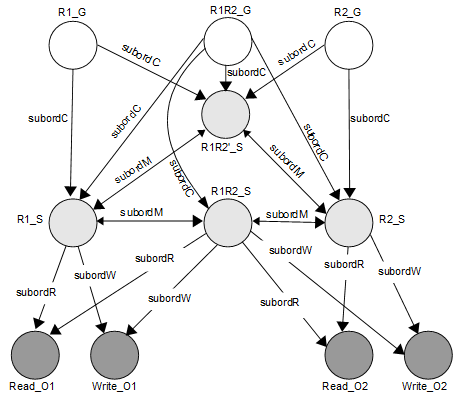 R1_G
R1R2_G
R2_G
subordC
subordC
subordC
subordC
subordC
subordC
subordC
R1R2'_S
subordC
subordM
subordM
R1_S
R1R2_S
R2_S
subordM
subordM
subordR
subordW
subordR
subordW
subordW
subordR
subordR
subordW
Read_O1
Write_O1
Read_O2
Write_O2